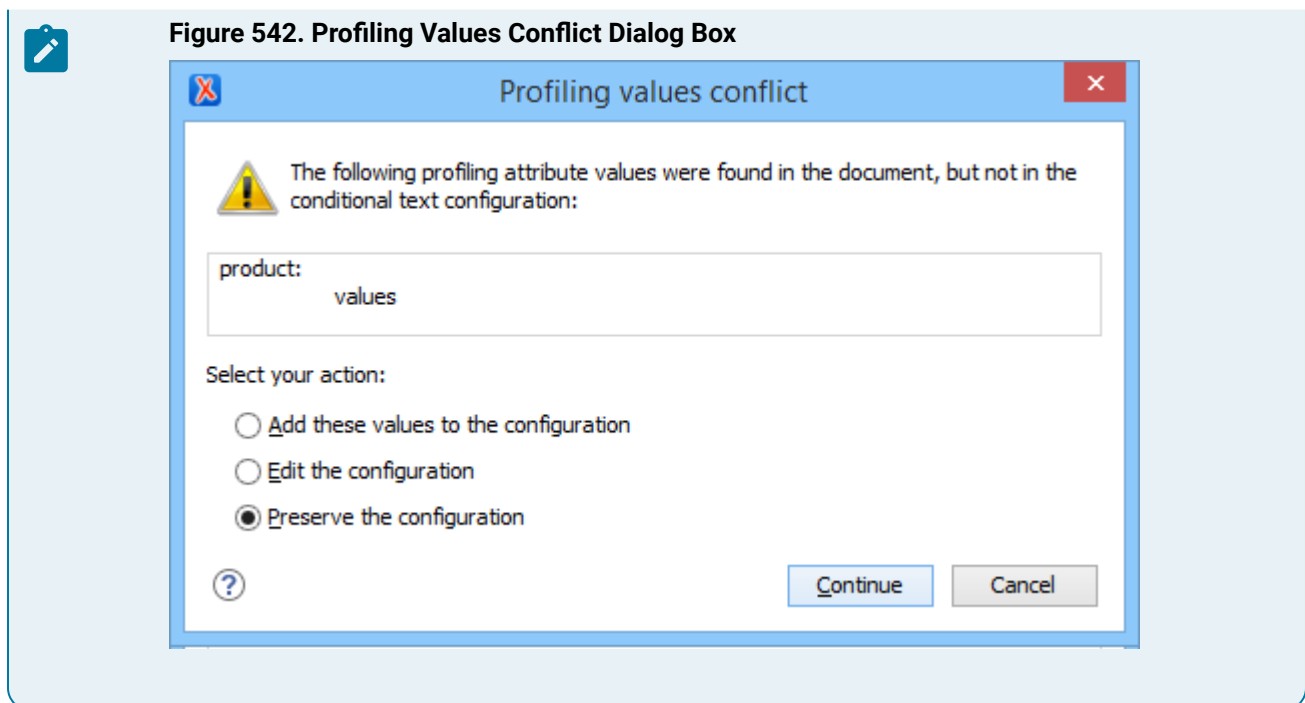 Figure 542. Profiling Values Conflict Dialog Box
Profiling values conflict
The following profiling attribute values were found in the document, but not in the
conditional text configuration:
product:
values
Select your action:
Add these values to the configuration
Edit the configuration
Preserve the configuration
Continue
Cancel